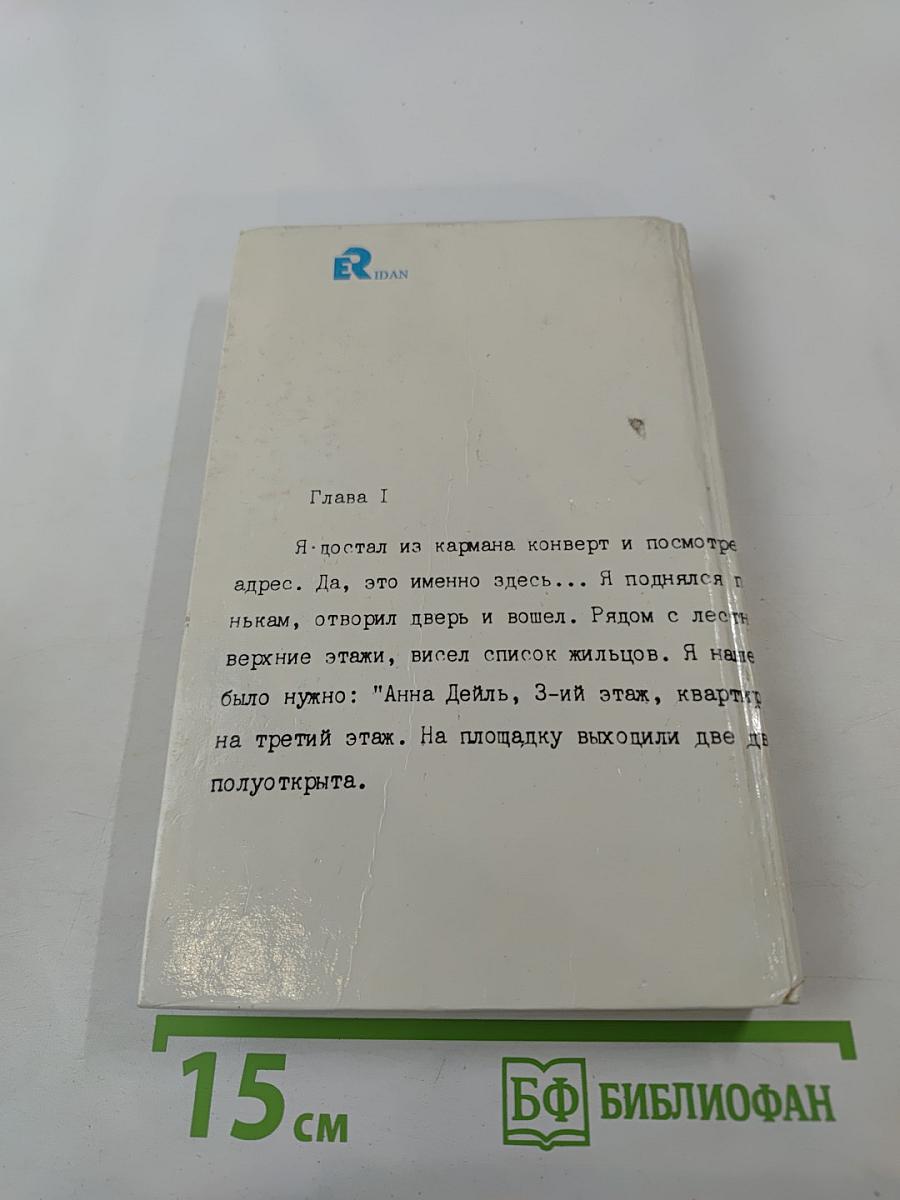 ERIDAN
Глава I
Я достал из кармана конверт и посмотре
адрес. Да, это именно здесь... Я поднялся п
нькам, отворил дверь и вошел. Рядом с лестн
верхние этажи, висел список жильцов. Я наше
было нужно: "Анна Дейль, 3-ий этаж, квартир
на третий этаж. На площадку выходили две дв
полуоткрыта.
15 см
БФ БИБЛИОФАН